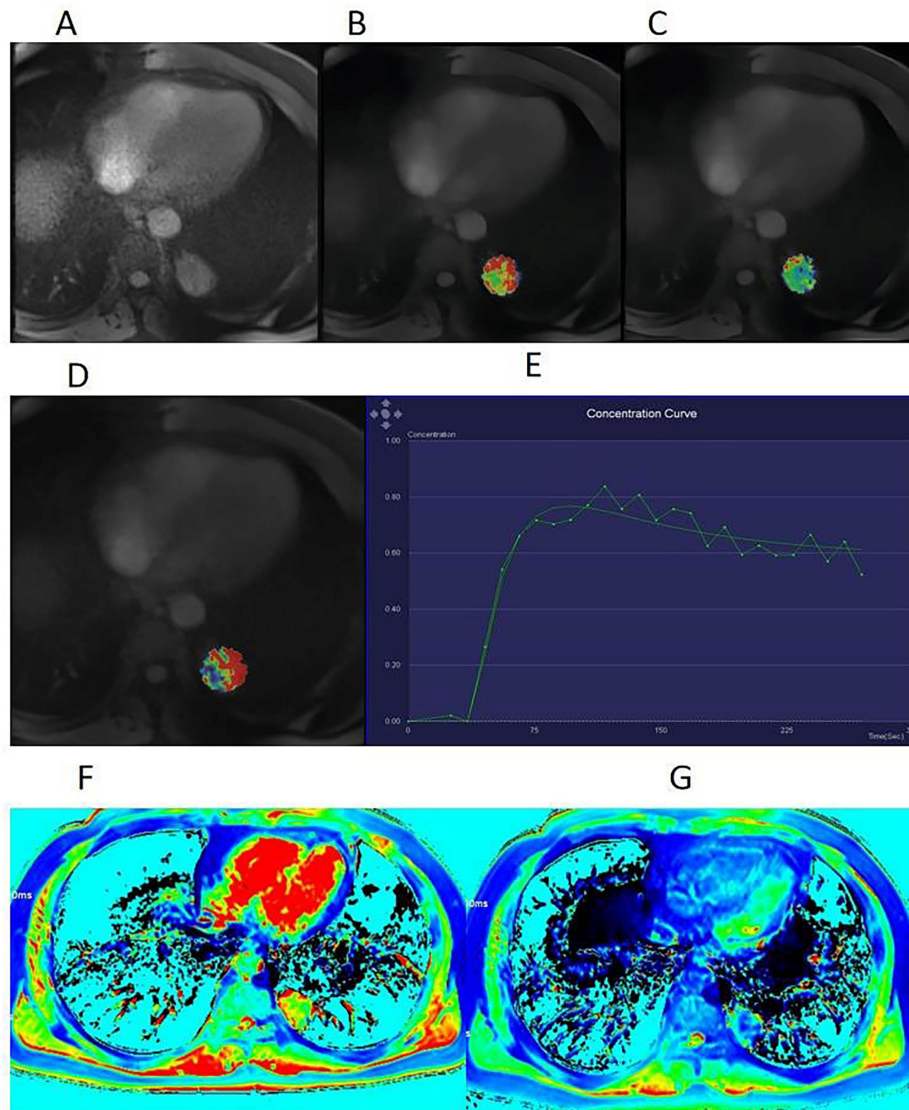 A
B
C
D
E
Concentration Curve
Concentration
1.00
0.80
0.60
0.40
0.20
0.00
0
75
150
225
Time(Sec)
F
G
0ms
0ms